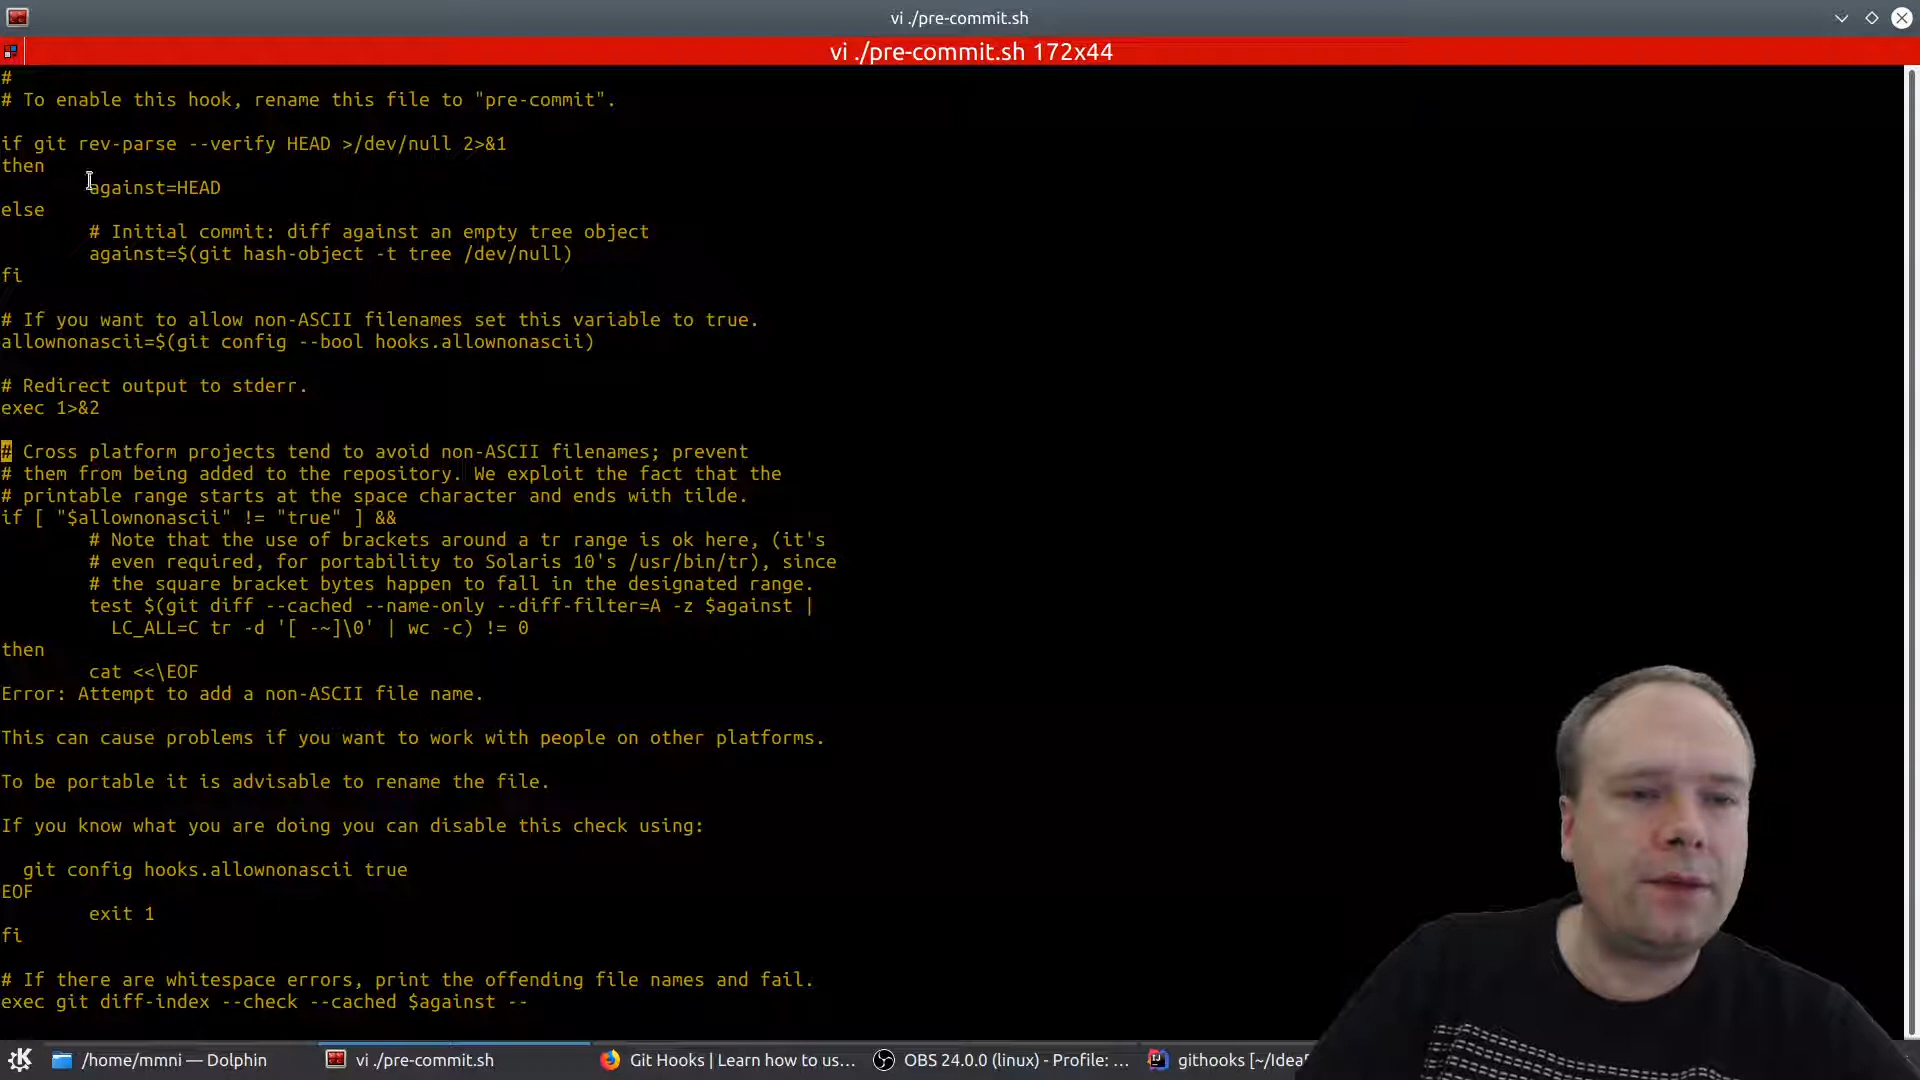 vi ./pre-commit.sh
vi ./pre-commit.sh 172x44
#
# To enable this hook, rename this file to "pre-commit".
if git rev-parse --verify HEAD >/dev/null 2>&1
then
against=HEAD
else
# Initial commit: diff against an empty tree object
against=$(git hash-object -t tree /dev/null)
fi
# If you want to allow non-ASCII filenames set this variable to true.
allownonascii=$(git config --bool hooks.allownonascii)
# Redirect output to stderr.
exec 1>&2
# Cross platform projects tend to avoid non-ASCII filenames; prevent
# them from being added to the repository. We exploit the fact that the
# printable range starts at the space character and ends with tilde.
if [ "$allownonascii" != "true" ] &&
# Note that the use of brackets around a tr range is ok here, (it's
# even required, for portability to Solaris 10's /usr/bin/tr), since
# the square bracket bytes happen to fall in the designated range.
test $(git diff --cached --name-only --diff-filter=A -z $against |
LC_ALL=C tr -d '[ -~]\0' | wc -c) != 0
then
cat <<\EOF
Error: Attempt to add a non-ASCII file name.
This can cause problems if you want to work with people on other platforms.
To be portable it is advisable to rename the file.
If you know what you are doing you can disable this check using:
git config hooks.allownonascii true
EOF
exit 1
fi
# If there are whitespace errors, print the offending file names and fail.
exec git diff-index --check --cached $against --
/home/mmni — Dolphin
vi ./pre-commit.sh
Git Hooks | Learn how to us...
OBS 24.0.0 (linux) - Profile: ...
githooks [~/IdeaP